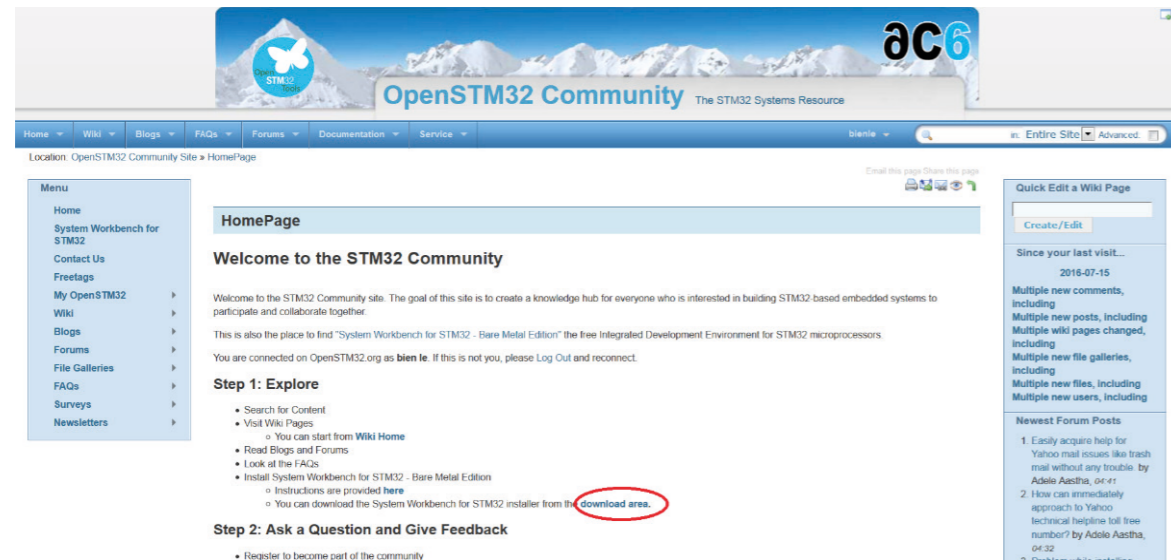 OpenSTM32
Tools
ac6
OpenSTM32 Community The STM32 Systems Resource
Home Wiki Blogs FAQs Forums Documentation Service bienle in: Entire Site Advanced:
Location: OpenSTM32 Community Site » HomePage
Email this page Share this page
Menu
Home
System Workbench for
STM32
Contact Us
Freetags
My OpenSTM32
Wiki
Blogs
Forums
File Galleries
FAQs
Surveys
Newsletters
HomePage
Welcome to the STM32 Community
Welcome to the STM32 Community site. The goal of this site is to create a knowledge hub for everyone who is interested in building STM32-based embedded systems to
participate and collaborate together.
This is also the place to find "System Workbench for STM32 - Bare Metal Edition" the free Integrated Development Environment for STM32 microprocessors.
You are connected on OpenSTM32.org as bien le. If this is not you, please Log Out and reconnect.
Step 1: Explore
• Search for Content
• Visit Wiki Pages
o You can start from Wiki Home
• Read Blogs and Forums
• Look at the FAQs
• Install System Workbench for STM32 - Bare Metal Edition
o Instructions are provided here
o You can download the System Workbench for STM32 installer from the download area.
Step 2: Ask a Question and Give Feedback
• Register to become part of the community
Quick Edit a Wiki Page
Create/Edit
Since your last visit...
2016-07-15
Multiple new comments,
including
Multiple new posts, including
Multiple wiki pages changed,
including
Multiple new file galleries,
including
Multiple new files, including
Multiple new users, including
Newest Forum Posts
1. Easily acquire help for
Yahoo mail issues like trash
mail without any trouble. by
Adele Aastha, 04:41
2. How can immediately
approach to Yahoo
technical helpline toll free
number? by Adele Aastha,
04:32
3. Problem while installing